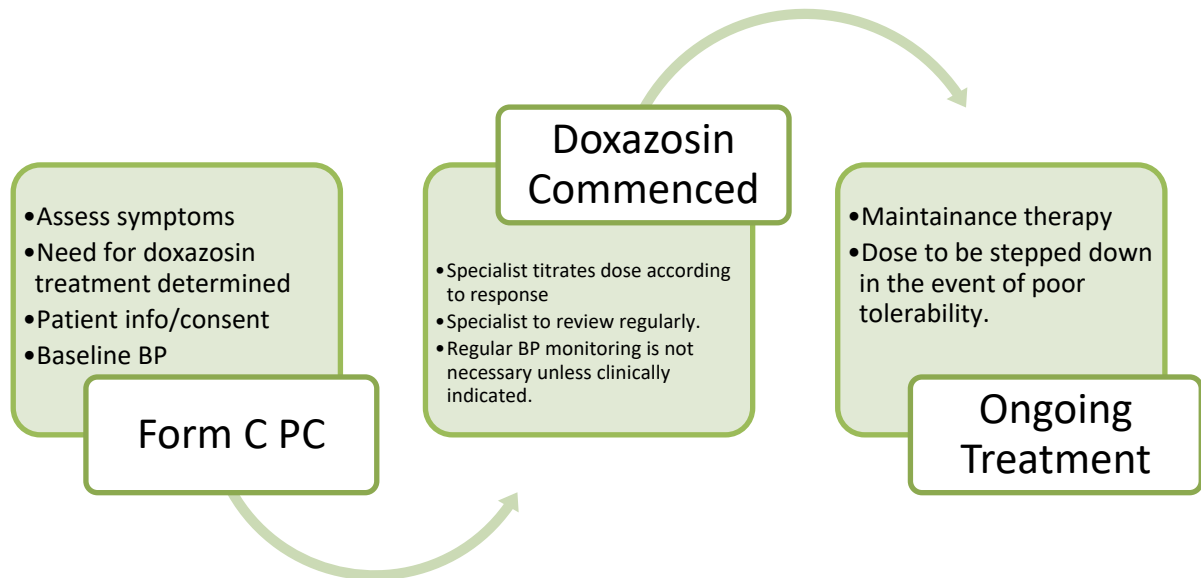 •Assess symptoms
•Need for doxazosin
treatment determined
•Patient info/consent
•Baseline BP
Form C PC
Doxazosin
Commenced
•Specialist titrates dose according
to response
•Specialist to review regularly.
•Regular BP monitoring is not
necessary unless clinically
indicated.
•Maintainance therapy
•Dose to be stepped down
in the event of poor
tolerability.
Ongoing
Treatment